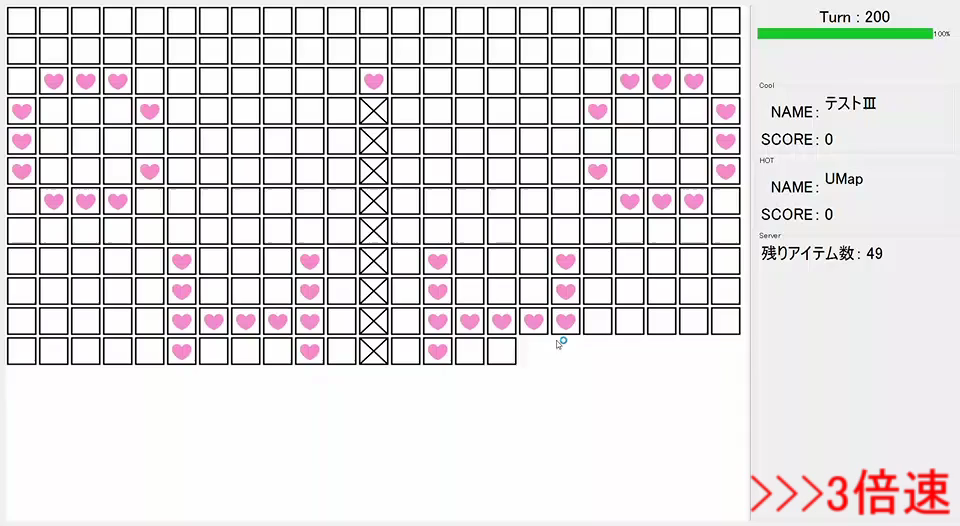 Turn : 200
100%
Cool
NAME: テストⅢ
SCORE: 0
HOT
NAME: UMap
SCORE: 0
Server
残りアイテム数: 49
>>>3倍速